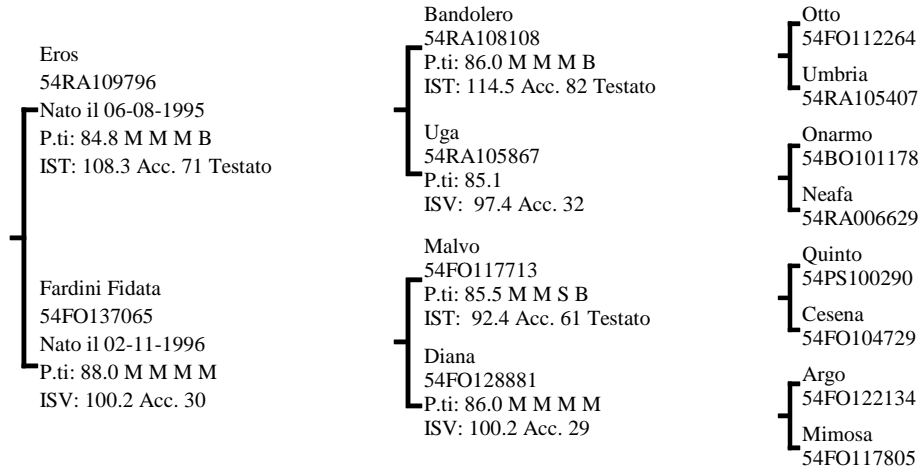 Eros
54RA109796
Nato il 06-08-1995
P.ti: 84.8 M M M B
IST: 108.3 Acc. 71 Testato
Fardini Fidata
54FO137065
Nato il 02-11-1996
P.ti: 88.0 M M M M
ISV: 100.2 Acc. 30
Bandolero
54RA108108
P.ti: 86.0 M M M B
IST: 114.5 Acc. 82 Testato
Uga
54RA105867
P.ti: 85.1
ISV: 97.4 Acc. 32
Malvo
54FO117713
P.ti: 85.5 M M S B
IST: 92.4 Acc. 61 Testato
Diana
54FO128881
P.ti: 86.0 M M M M
ISV: 100.2 Acc. 29
Otto
54FO112264
Umbria
54RA105407
Onarmo
54BO101178
Neafa
54RA006629
Quinto
54PS100290
Cesena
54FO104729
Argo
54FO122134
Mimosa
54FO117805